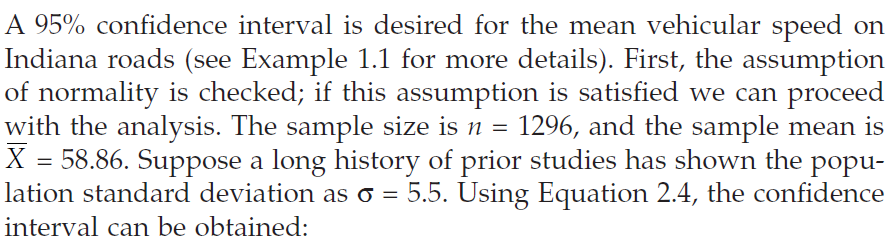 A 95% confidence interval is desired for the mean vehicular speed on
Indiana roads (see Example 1.1 for more details). First, the assumption
of normality is checked; if this assumption is satisfied we can proceed
with the analysis. The sample size is n = 1296, and the sample mean is
X̅ = 58.86. Suppose a long history of prior studies has shown the popu-
lation standard deviation as σ = 5.5. Using Equation 2.4, the confidence
interval can be obtained: